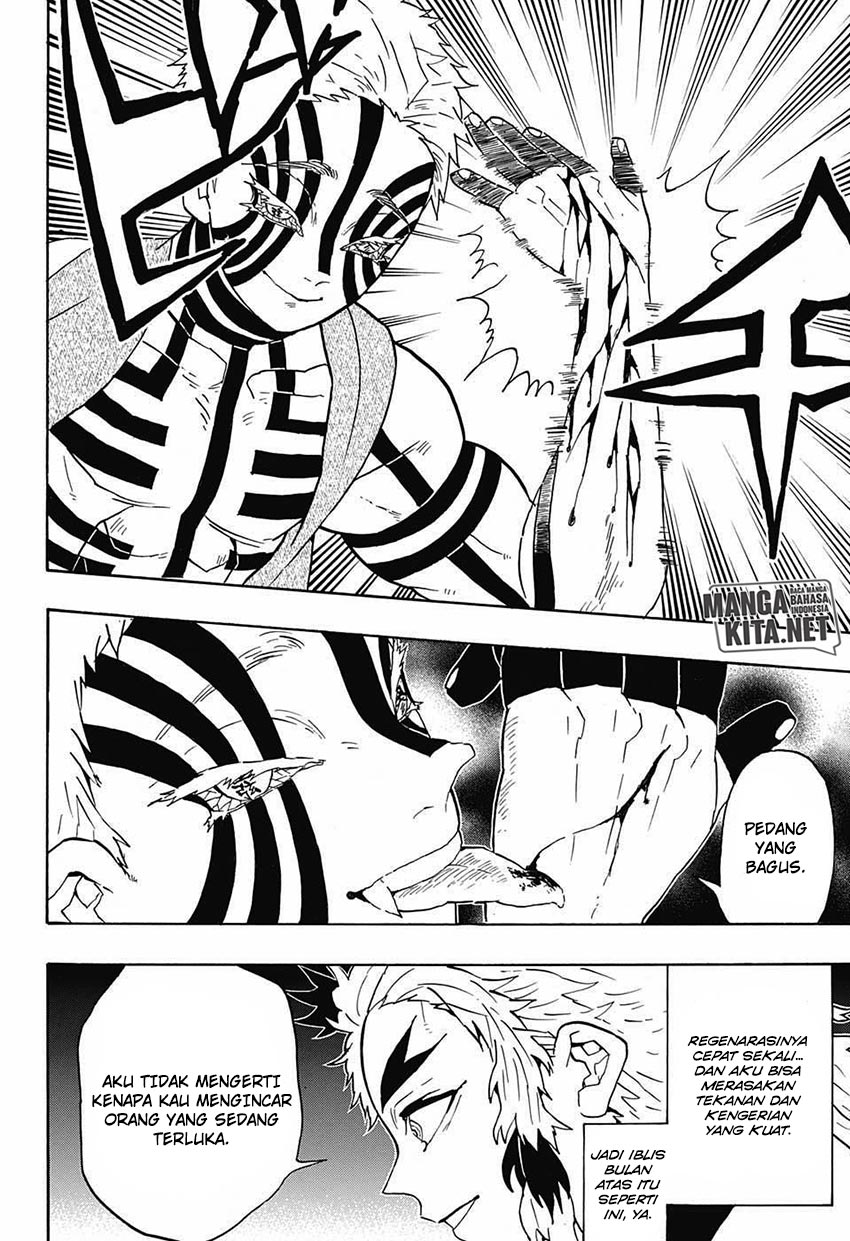 ピキ
MANGA
KITA.NET
BACA MANGA
BAHASA
INDONESIA
PEDANG
YANG
BAGUS.
REGENARASINYA
CEPAT SEKALI...
DAN AKU BISA
MERASAKAN
TEKANAN DAN
KENGERIAN
YANG KUAT.
JADI IBLIS
BULAN
ATAS ITU
SEPERTI
INI, YA.
AKU TIDAK MENGERTI
KENAPA KAU MENGINCAR
ORANG YANG SEDANG
TERLUKA.